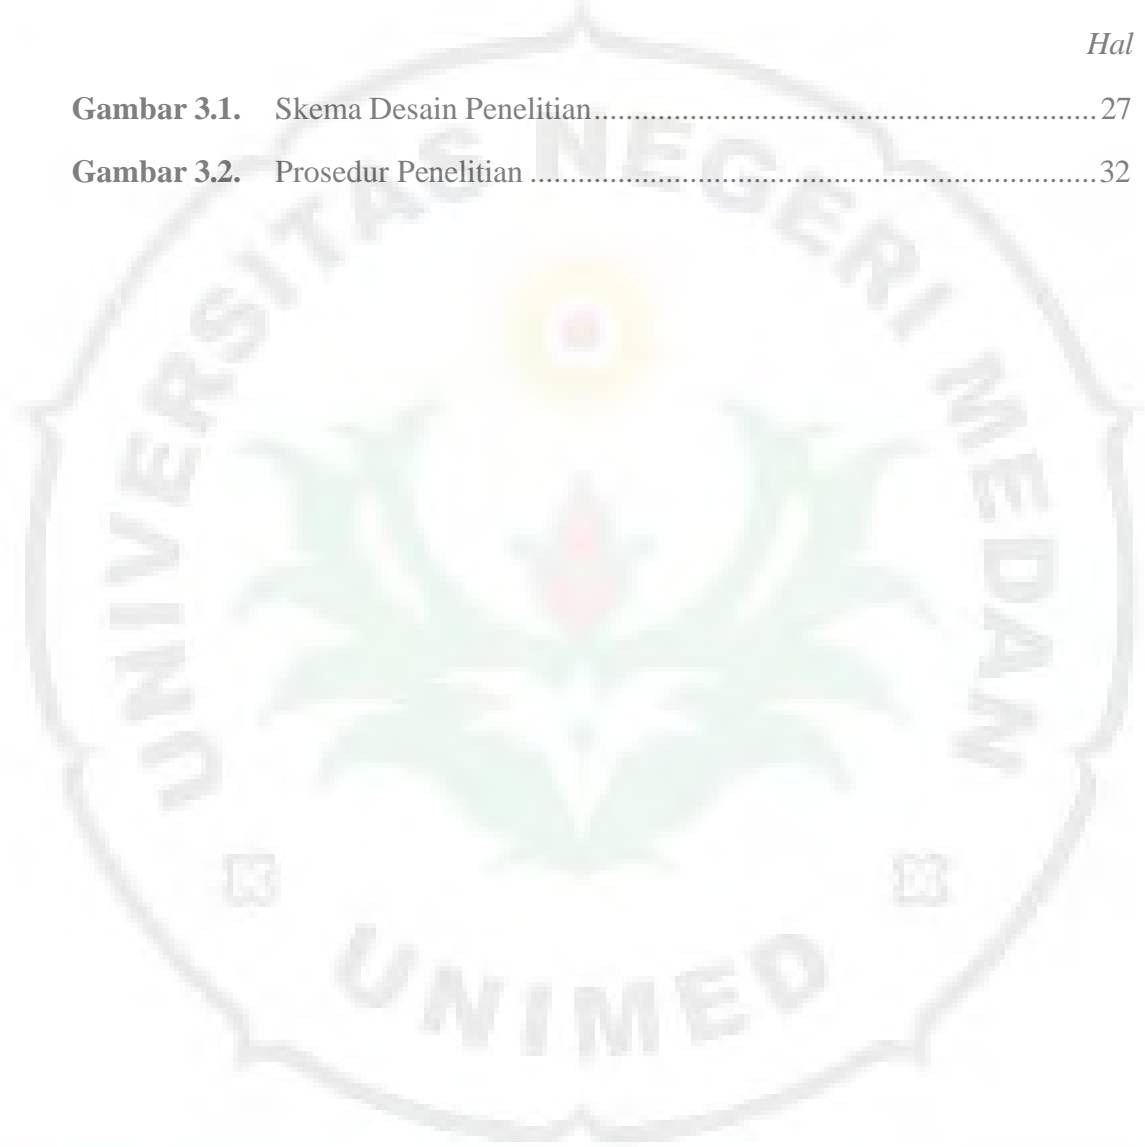 Hal
Gambar 3.1. Skema Desain Penelitian...............................................................27
Gambar 3.2. Prosedur Penelitian .......................................................................32
UNIVERSITAS NEGERI MEDAN
UNIMED